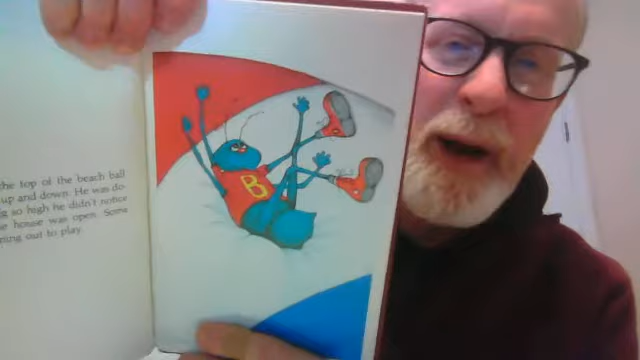 the top of the beach ball
up and down. He was do-
g so high he didn't notice
e house was open. Some
ning out to play.
B